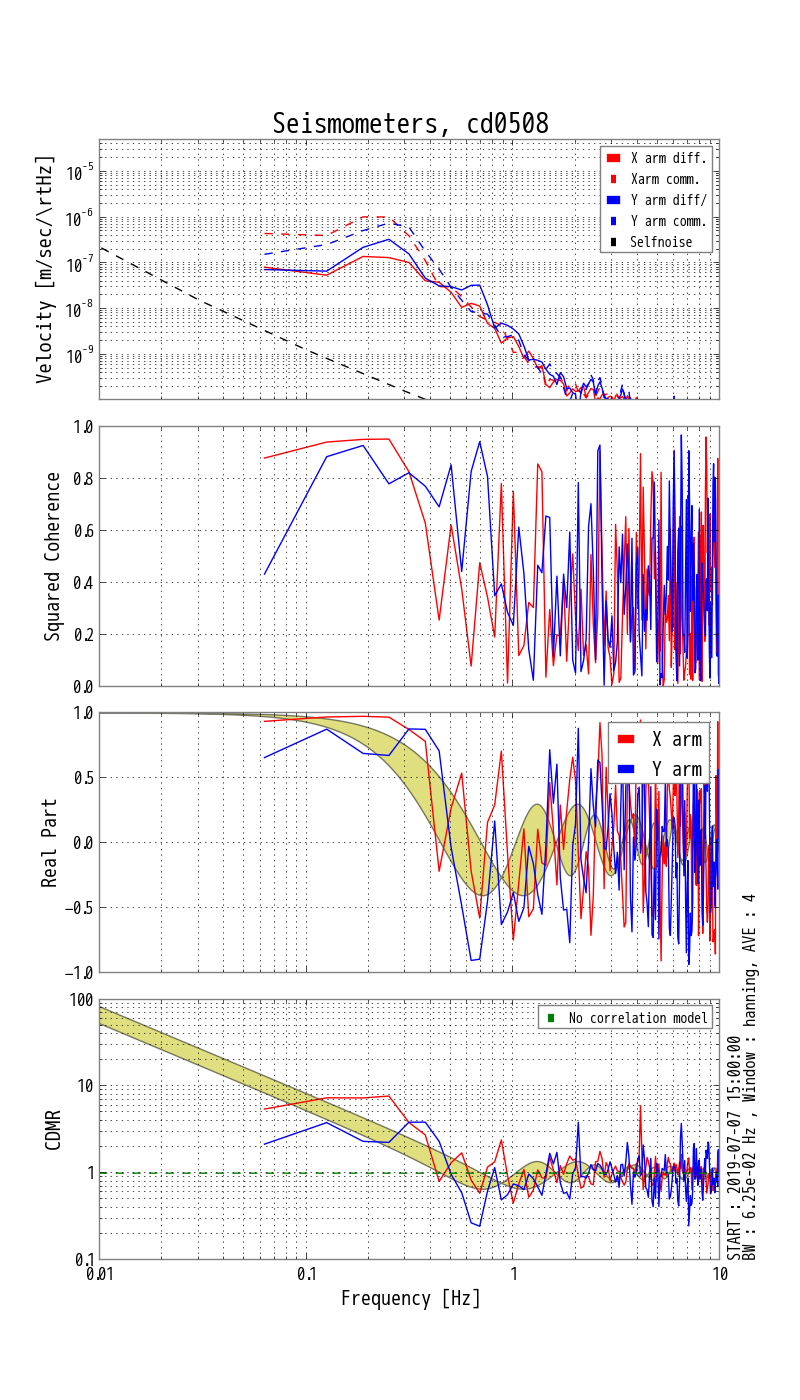 Seismometers, cd0508
Velocity [m/sec/\rtHz]
10^-5
10^-6
10^-7
10^-8
10^-9
X arm diff.
Xarm comm.
Y arm diff/
Y arm comm.
Selfnoise
Squared Coherence
1.0
0.8
0.6
0.4
0.2
0.0
Real Part
1.0
0.5
0.0
−0.5
−1.0
X arm
Y arm
CDMR
100
10
1
0.1
No correlation model
0.01
0.1
1
10
Frequency [Hz]
START : 2019-07-07 15:00:00
BW : 6.25e-02 Hz , Window : hanning, AVE : 4